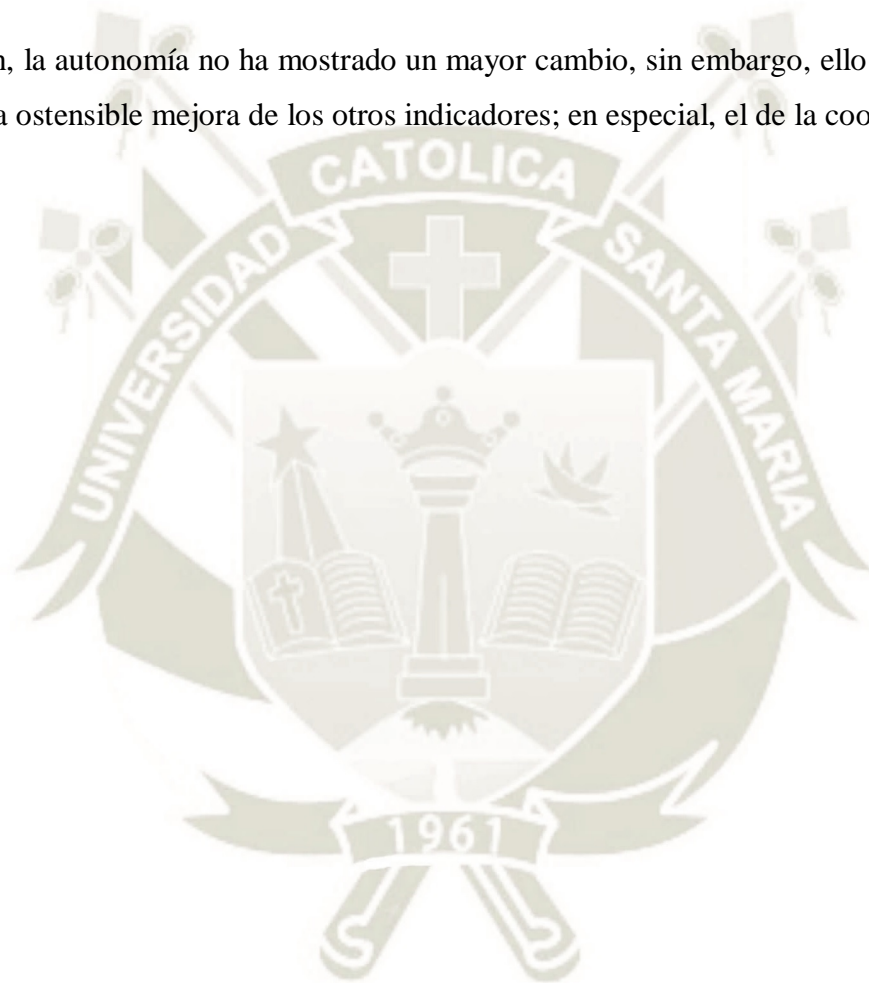 , la autonomía no ha mostrado un mayor cambio, sin embargo, ello
ostensible mejora de los otros indicadores; en especial, el de la
CATOLICA
UNIVERSIDAD
SANTA MARIA
1961